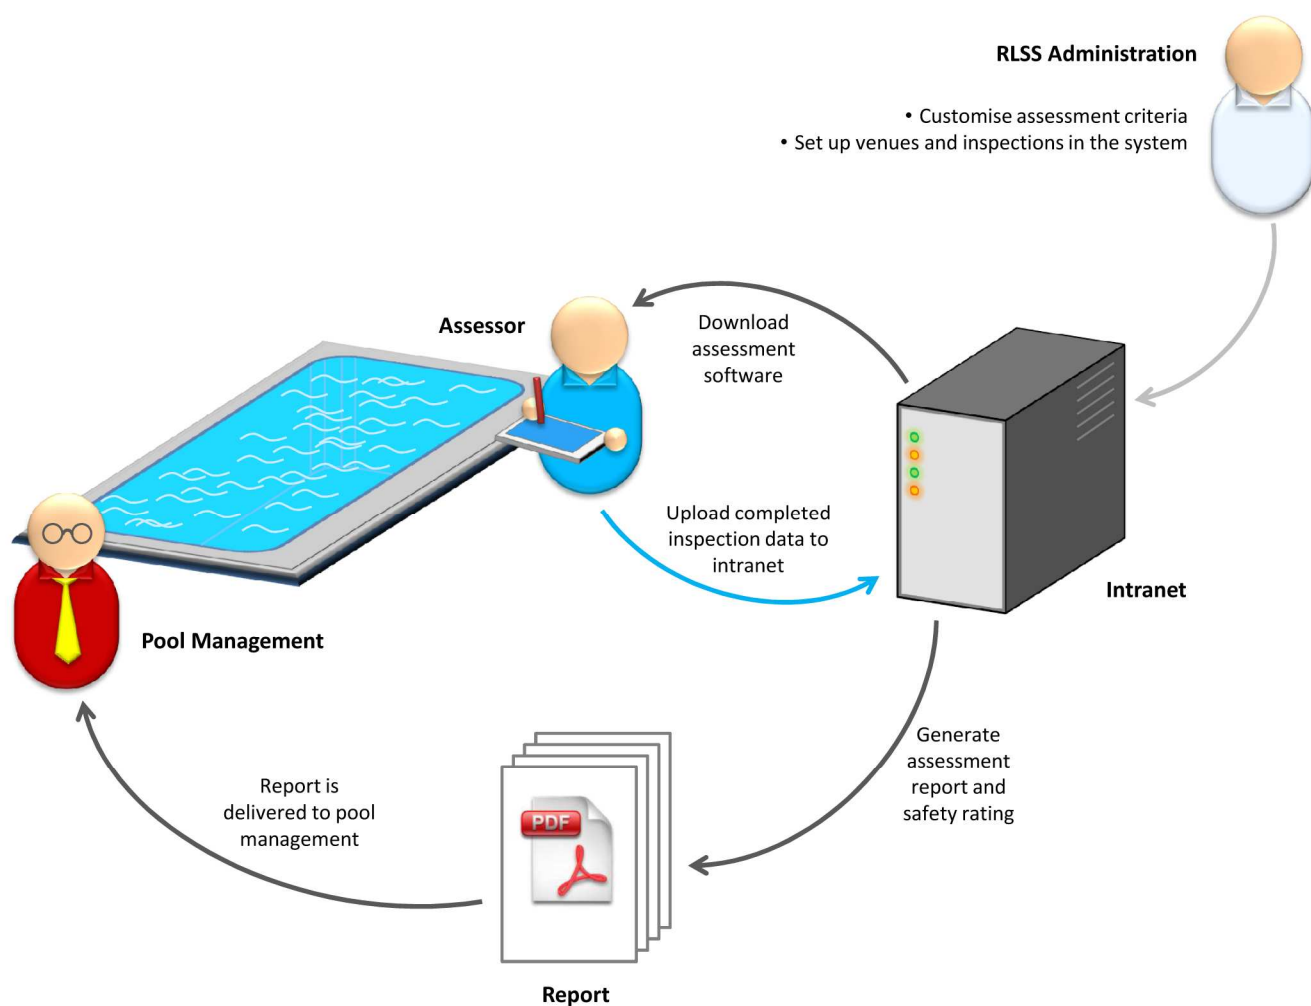 RLSS Administration
• Customise assessment criteria
• Set up venues and inspections in the system
Assessor
Download
assessment
software
Upload completed
inspection data to
intranet
Intranet
Pool Management
Generate
assessment
report and
safety rating
Report is
delivered to pool
management
PDF
Report